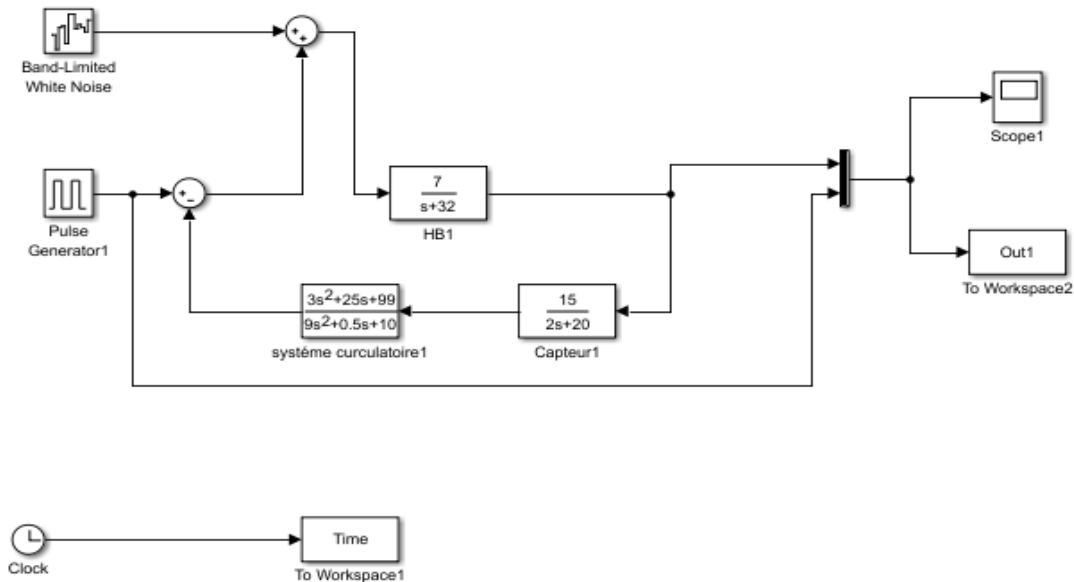 Band-Limited
White Noise
Scope1
Pulse
Generator1
7
s+32
HB1
Out1
To Workspace2
3s²+25s+99
9s²+0.5s+10
systéme curculatoire1
15
2s+20
Capteur1
Clock
Time
To Workspace1